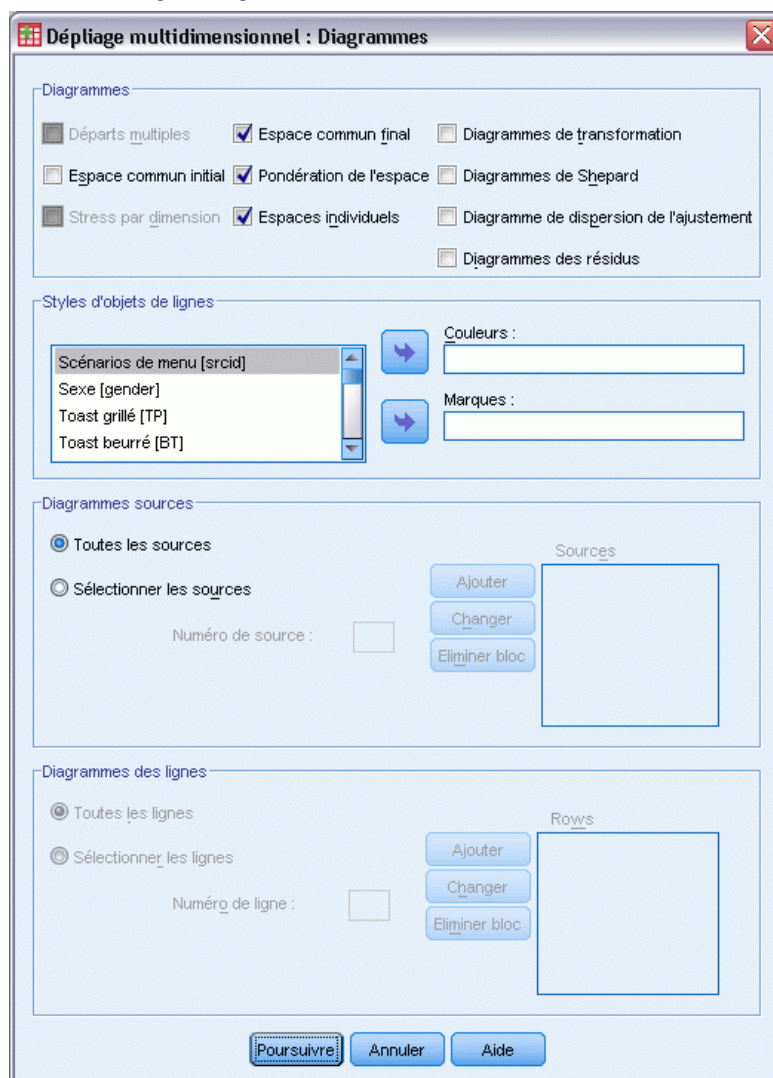 Dépliage multidimensionnel : Diagrammes
Diagrammes
Départs multiples
Espace commun final
Diagrammes de transformation
Espace commun initial
Pondération de l'espace
Diagrammes de Shepard
Stress par dimension
Espaces individuels
Diagramme de dispersion de l'ajustement
Diagrammes des résidus
Styles d'objets de lignes
Scénarios de menu [srcid]
Sexe [gender]
Toast grillé [TP]
Toast beurré [BT]
Couleurs :
Marques :
Diagrammes sources
Toutes les sources
Sélectionner les sources
Numéro de source :
Ajouter
Changer
Eliminer bloc
Sources
Diagrammes des lignes
Toutes les lignes
Sélectionner les lignes
Numéro de ligne :
Ajouter
Changer
Eliminer bloc
Rows
Poursuivre
Annuler
Aide